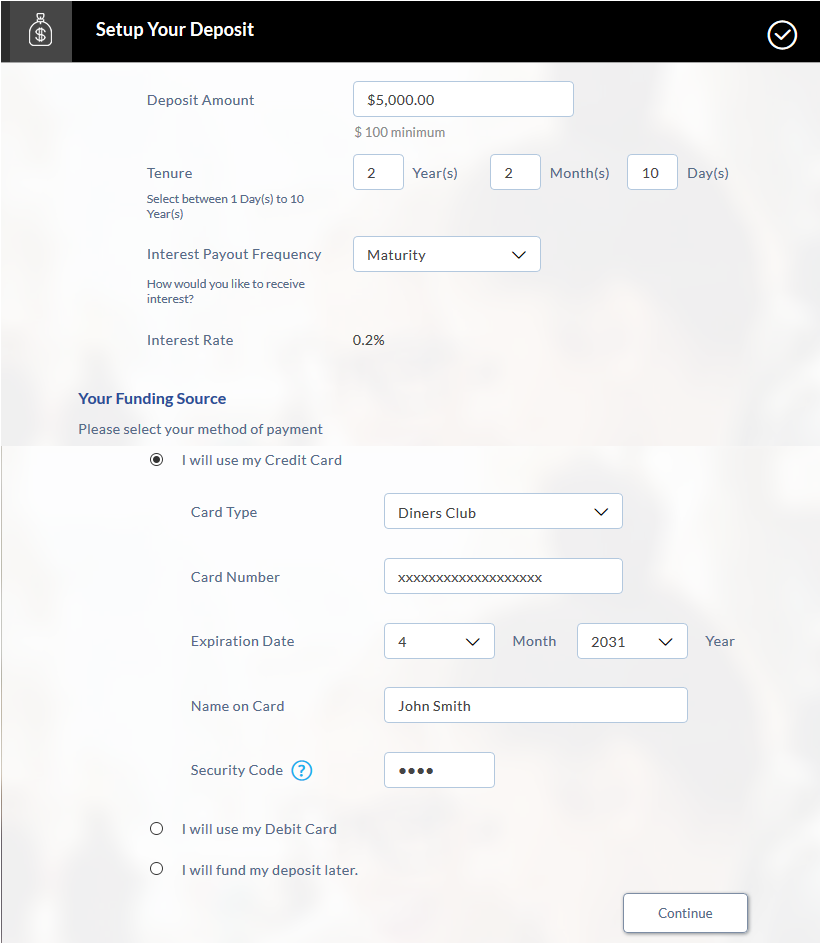 $
Setup Your Deposit
Deposit Amount $5,000.00
$ 100 minimum
Tenure 2 Year(s) 2 Month(s) 10 Day(s)
Select between 1 Day(s) to 10
Year(s)
Interest Payout Frequency Maturity
How would you like to receive
interest?
Interest Rate 0.2%
Your Funding Source
Please select your method of payment
I will use my Credit Card
Card Type Diners Club
Card Number xxxxxxxxxxxxxxxxxxx
Expiration Date 4 Month 2031 Year
Name on Card John Smith
Security Code ? ••••
I will use my Debit Card
I will fund my deposit later.
Continue